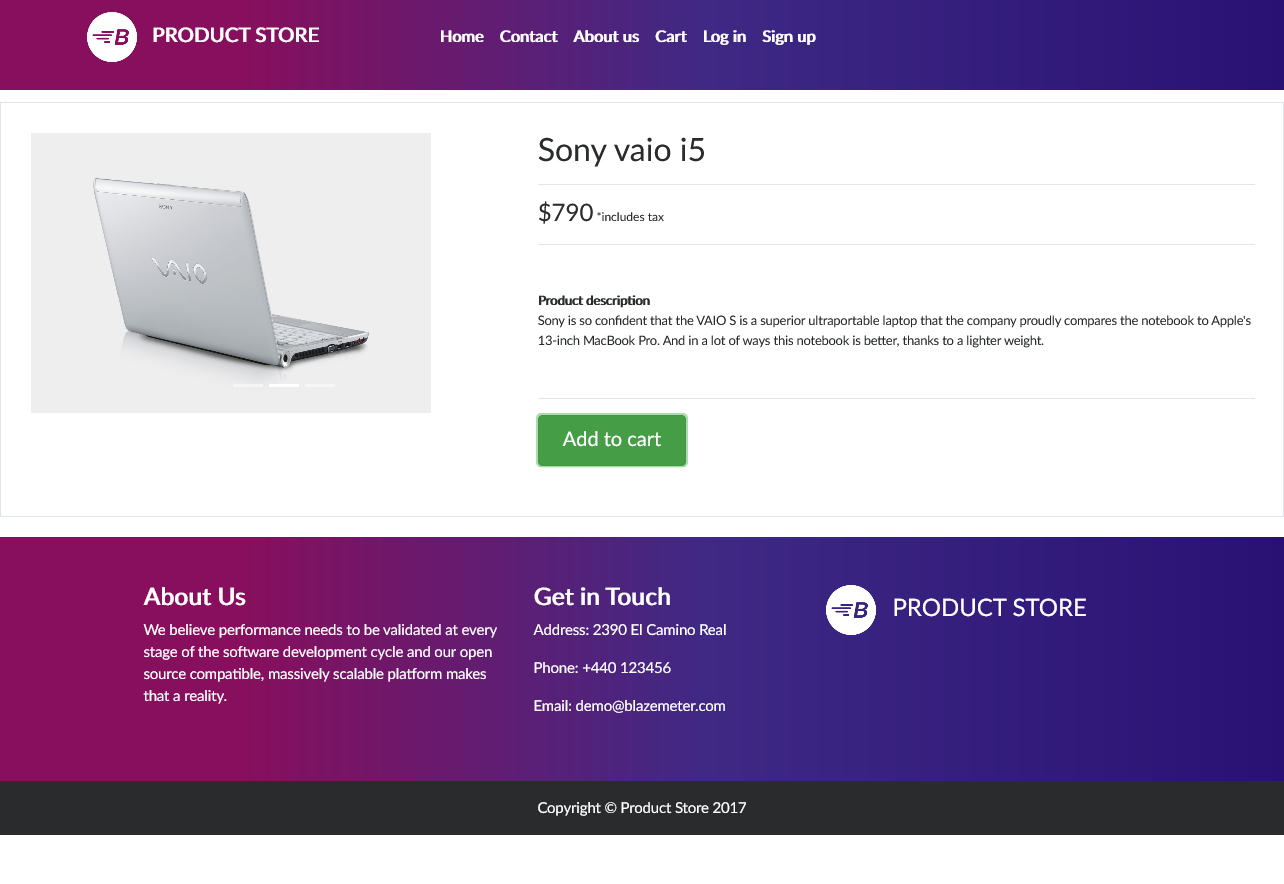 B PRODUCT STORE
Home Contact About us Cart Log in Sign up
SONY
VAIO
Sony vaio i5
$790 *includes tax
Product description
Sony is so confident that the VAIO S is a superior ultraportable laptop that the company proudly compares the notebook to Apple's
13-inch MacBook Pro. And in a lot of ways this notebook is better, thanks to a lighter weight.
Add to cart
About Us
We believe performance needs to be validated at every
stage of the software development cycle and our open
source compatible, massively scalable platform makes
that a reality.
Get in Touch
Address: 2390 El Camino Real
Phone: +440 123456
Email: demo@blazemeter.com
B PRODUCT STORE
Copyright © Product Store 2017